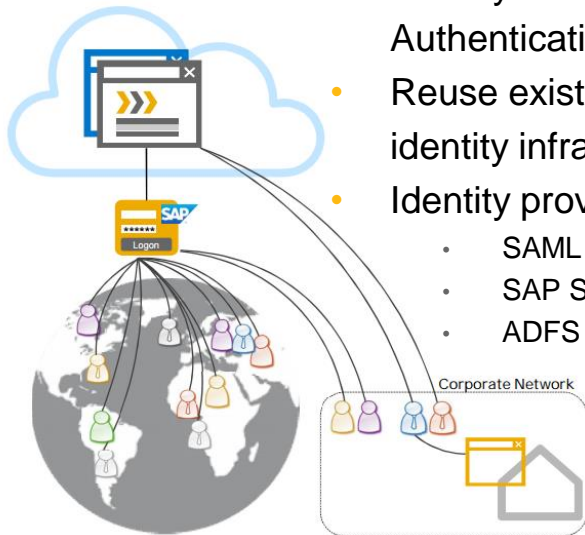 Authenticati
Reuse exist
identity infra
Identity prov
SAML
SAP S
ADFS
>>>
SAP
******
Logon
Corporate Network